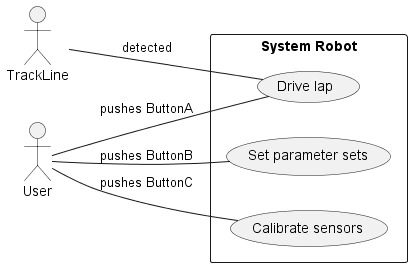 System Robot
detected
TrackLine
Drive lap
pushes ButtonA
pushes ButtonB
Set parameter sets
pushes ButtonC
User
Calibrate sensors